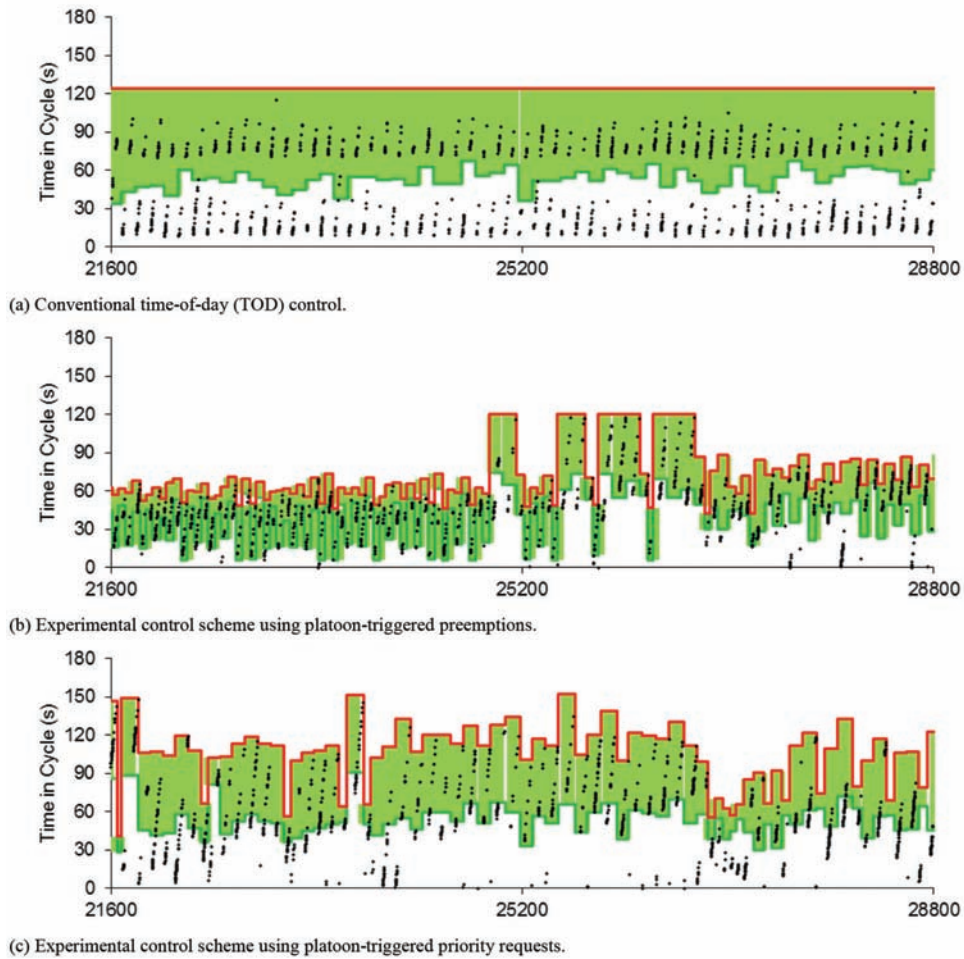 180
150
120
90
60
30
0
Time in Cycle (s)
21600 25200 28800
(a) Conventional time-of-day (TOD) control.
180
150
120
90
60
30
0
Time in Cycle (s)
21600 25200 28800
(b) Experimental control scheme using platoon-triggered preemptions.
180
150
120
90
60
30
0
Time in Cycle (s)
21600 25200 28800
(c) Experimental control scheme using platoon-triggered priority requests.